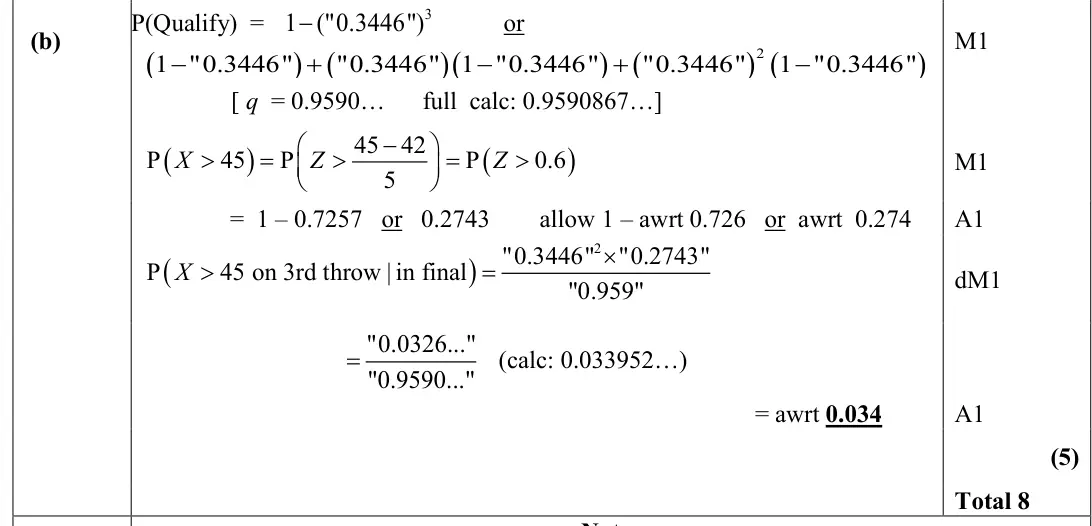 (b)
P(Qualify) = 1−("0.3446")³ or
M1
(1−"0.3446")+("0.3446")(1−"0.3446")+("0.3446")²(1−"0.3446")
[ q = 0.9590… full calc: 0.9590867…]
P(X > 45) = P(Z > (45−42)/5) = P(Z > 0.6) M1
= 1 – 0.7257 or 0.2743 allow 1 – awrt 0.726 or awrt 0.274 A1
P(X > 45 on 3rd throw | in final) = "0.3446"²×"0.2743" / "0.959" dM1
= "0.0326..." / "0.9590..." (calc: 0.033952…)
= awrt 0.034 A1
(5)
Total 8